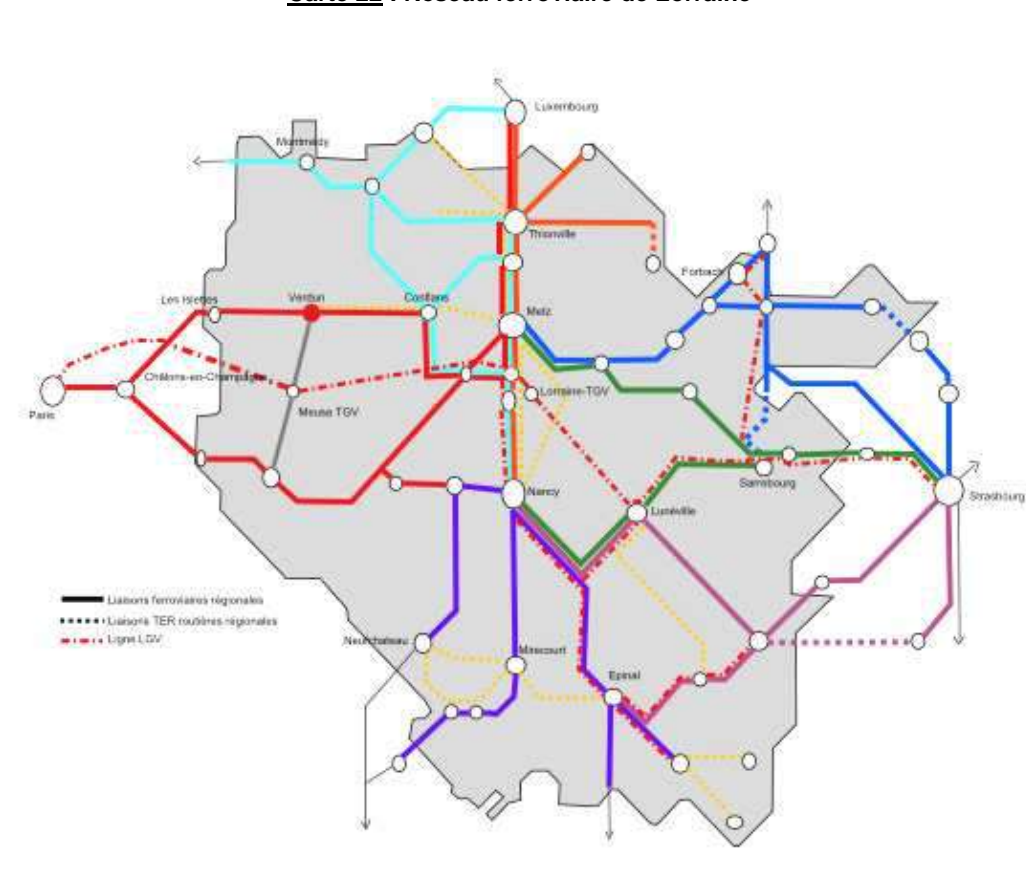 Luxembourg
Montmédy
Thionville
Forbach
Les Islettes
Verdun
Conflans
Metz
Châlons-en-Champagne
Lorraine-TGV
Paris
Meuse TGV
Sarrebourg
Nancy
Strasbourg
Lunéville
Liaisons ferroviaires régionales
Liaisons TER routières régionales
Ligne LGV
Neufchateau
Mirecourt
Epinal